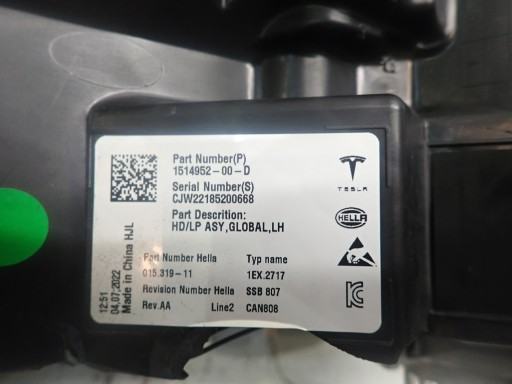 Part Number(P)
1514952-00-D
Serial Number(S)
CJW22185200668
Part Descrition:
HD/LP ASY,GLOBAL,LH
Part Number Hella
Typ name
015.319-11
1EX.2717
Revision Number Hella
SSB 807
Rev.AA
Line2
CAN808
12:51
04,07;2022
Made in China HJL
TESLA
HELLA